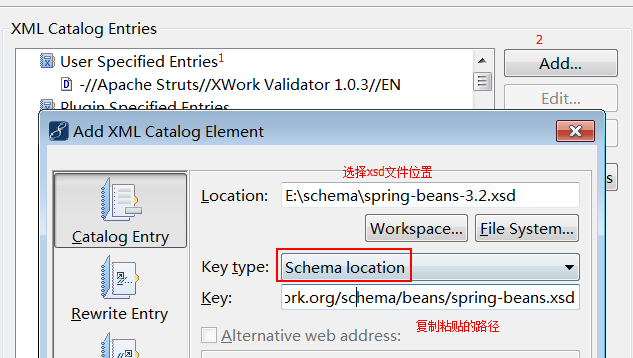 XML Catalog Entries
User Specified Entries1
2
Add...
-//Apache Struts//XWork Validator 1.0.3//EN
Edit...
Plugin Specified Entries
Add XML Catalog Element
选择xsd文件位置
Location: E:\schema\spring-beans-3.2.xsd
Workspace... File System...
Catalog Entry
Key type: Schema location
Key: ork.org/schema/beans/spring-beans.xsd
Rewrite Entry
复制粘贴的路径
Alternative web address: